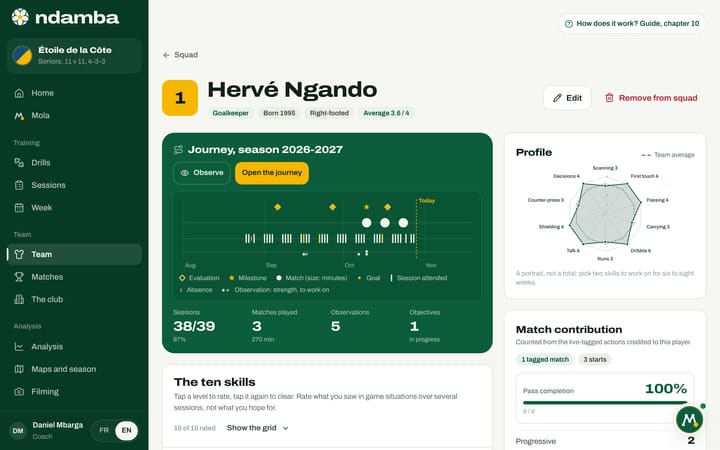 ndamba
Étoile de la Côte
Seniors, 11 v 11, 4-3-3
Home
Mola
Training
Drills
Sessions
Week
Team
Team
Matches
The club
Analysis
Analysis
Maps and season
Filming
DM
Daniel Mbarga
Coach
FR
EN
How does it work? Guide, chapter 10
Squad
1
Hervé Ngando
Goalkeeper
Born 1995
Right-footed
Average 3.6 / 4
Edit
Remove from squad
Journey, season 2026-2027
Observe
Open the journey
Today
Aug
Sep
Oct
Nov
Evaluation
Milestone
Match (size: minutes)
Goal
Session attended
Absence
Observation: strength, to work on
Sessions
38/39
97%
Matches played
3
270 min
Observations
5
Objectives
1
in progress
The ten skills
Tap a level to rate, tap it again to clear. Rate what you saw in game situations over several
sessions, not what you hope for.
10 of 10 rated
Show the grid
Profile
Team average
Scanning 3
Decisions 4
First touch 4
Counter-press 3
Passing 4
Shielding 4
Carrying 3
Talk 4
Dribble 4
Runs 3
A portrait, not a total: pick two skills to work on for six to eight
weeks.
Match contribution
Counted from the live-tagged actions credited to this player.
1 tagged match
3 starts
Pass completion
100%
9 / 9
Progressive
2